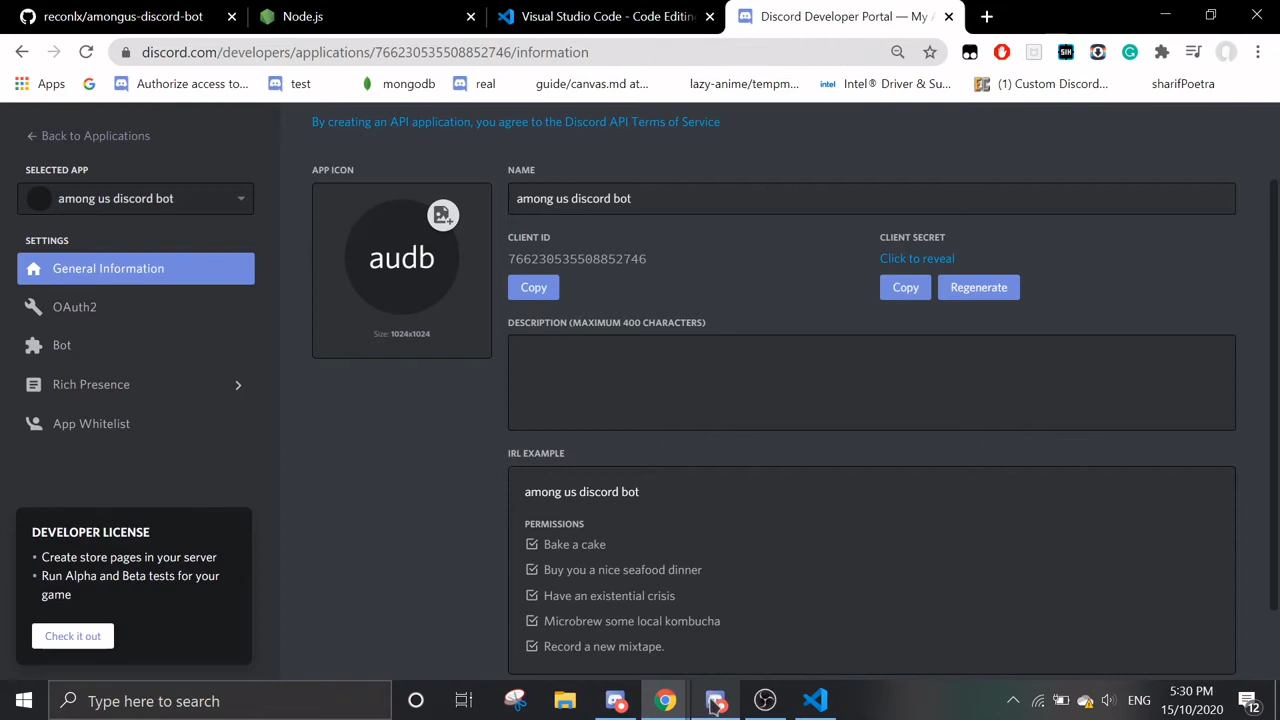 reconlx/amongus-discord-bot
Node.js
Visual Studio Code - Code Editin
Discord Developer Portal — My A
discord.com/developers/applications/766230535508852746/information
Apps
Authorize access to...
test
mongodb
real
guide/canvas.md at...
lazy-anime/tempm...
intel
Intel® Driver & Su...
(1) Custom Discord...
sharifPoetra
By creating an API application, you agree to the Discord API Terms of Service
← Back to Applications
SELECTED APP
among us discord bot
SETTINGS
General Information
OAuth2
Bot
Rich Presence
App Whitelist
DEVELOPER LICENSE
• Create store pages in your server
• Run Alpha and Beta tests for your
game
Check it out
APP ICON
audb
Size: 1024x1024
NAME
among us discord bot
CLIENT ID
766230535508852746
Copy
CLIENT SECRET
Click to reveal
Copy
Regenerate
DESCRIPTION (MAXIMUM 400 CHARACTERS)
IRL EXAMPLE
among us discord bot
PERMISSIONS
Bake a cake
Buy you a nice seafood dinner
Have an existential crisis
Microbrew some local kombucha
Record a new mixtape.
Type here to search
ENG
5:30 PM
15/10/2020
12